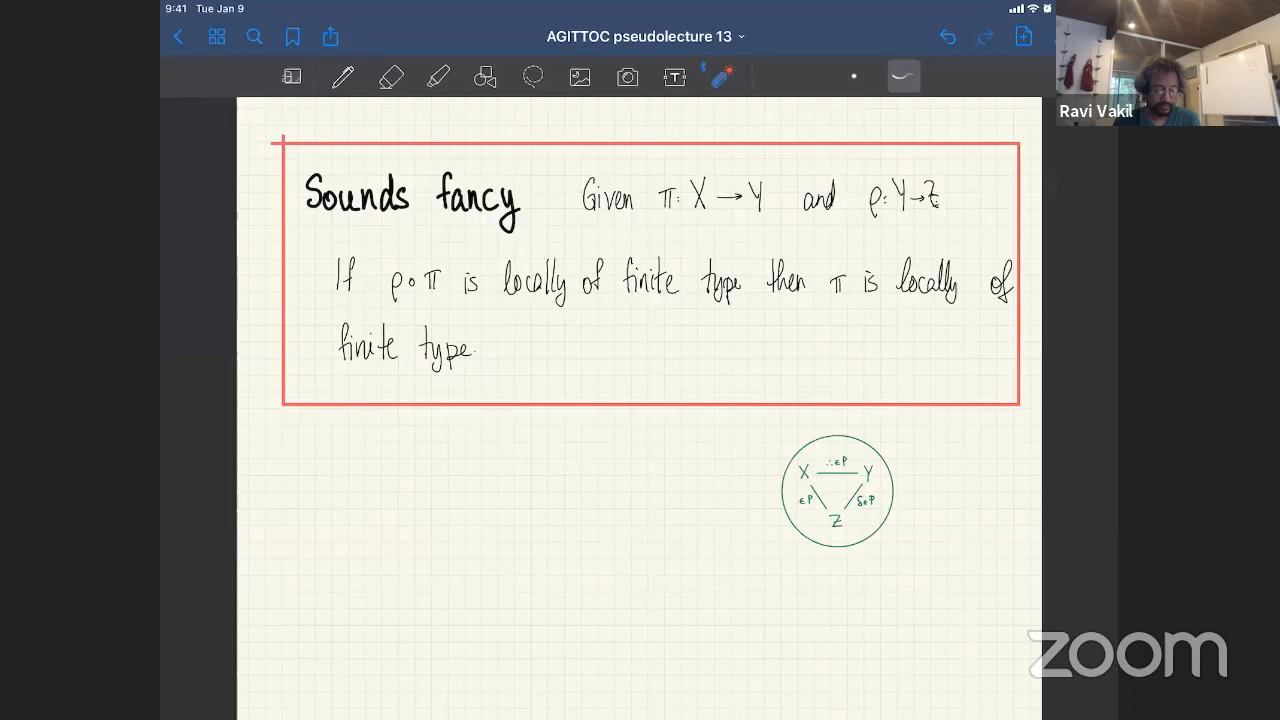 9:41 Tue Jan 9
AGITTOC pseudolecture 13
T
Ravi Vakil
Sounds fancy Given π: X → Y and ρ: Y → Z
If ρ∘π is locally of finite type then π is locally of
finite type.
∴∈P
X Y
∈P δ∈P
Z
zoom